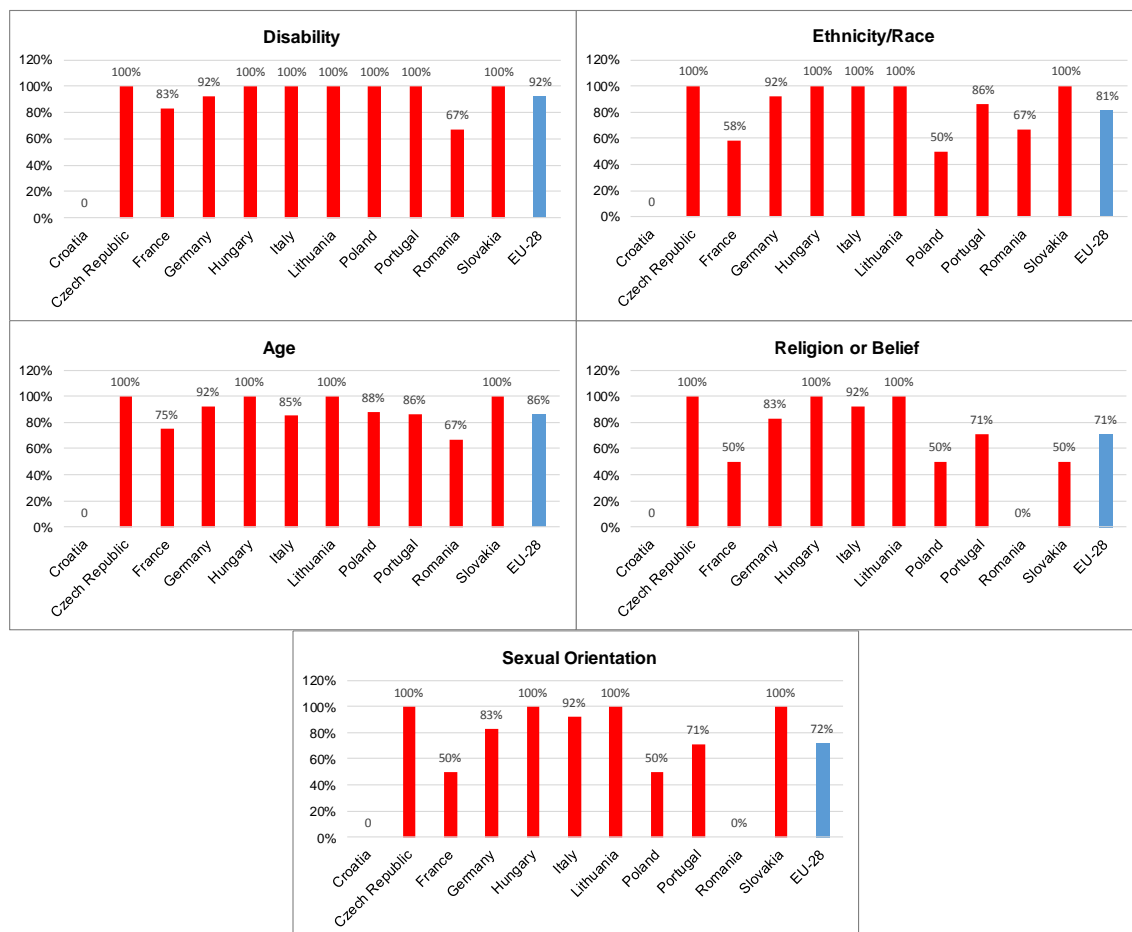 Disability
120%
100%
80%
60%
40%
20%
0%
0
100%
83%
92%
100%
100%
100%
100%
100%
67%
100%
92%
Croatia
Czech Republic
France
Germany
Hungary
Italy
Lithuania
Poland
Portugal
Romania
Slovakia
EU-28
Ethnicity/Race
120%
100%
80%
60%
40%
20%
0%
0
100%
58%
92%
100%
100%
100%
50%
86%
67%
100%
81%
Croatia
Czech Republic
France
Germany
Hungary
Italy
Lithuania
Poland
Portugal
Romania
Slovakia
EU-28
Age
120%
100%
80%
60%
40%
20%
0%
0
100%
75%
92%
100%
85%
100%
88%
86%
67%
100%
86%
Croatia
Czech Republic
France
Germany
Hungary
Italy
Lithuania
Poland
Portugal
Romania
Slovakia
EU-28
Religion or Belief
120%
100%
80%
60%
40%
20%
0%
0
100%
50%
83%
100%
92%
100%
50%
71%
0%
50%
71%
Croatia
Czech Republic
France
Germany
Hungary
Italy
Lithuania
Poland
Portugal
Romania
Slovakia
EU-28
Sexual Orientation
120%
100%
80%
60%
40%
20%
0%
0
100%
50%
83%
100%
92%
100%
50%
71%
0%
100%
72%
Croatia
Czech Republic
France
Germany
Hungary
Italy
Lithuania
Poland
Portugal
Romania
Slovakia
EU-28